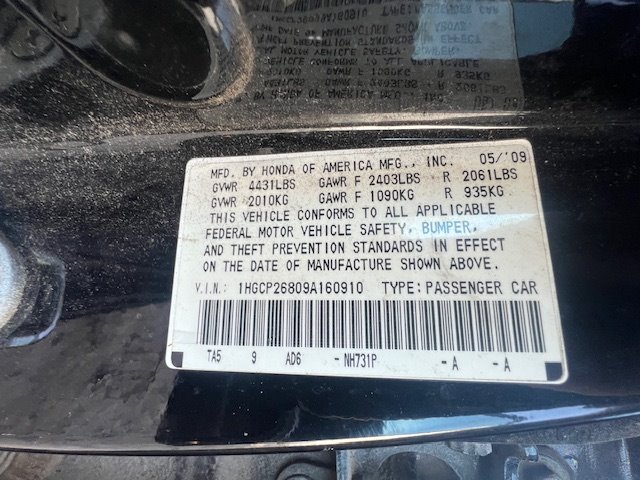 MFD. BY HONDA OF AMERICA MFG., INC. 05/'09
GVWR 4431LBS GAWR F 2403LBS R 2061LBS
GVWR 2010KG GAWR F 1090KG R 935KG
THIS VEHICLE CONFORMS TO ALL APPLICABLE
FEDERAL MOTOR VEHICLE SAFETY, BUMPER,
AND THEFT PREVENTION STANDARDS IN EFFECT
ON THE DATE OF MANUFACTURE SHOWN ABOVE.
V.I.N.: 1HGCP26809A160910 TYPE: PASSENGER CAR
TA5 9 AD6 -NH731P -A -A